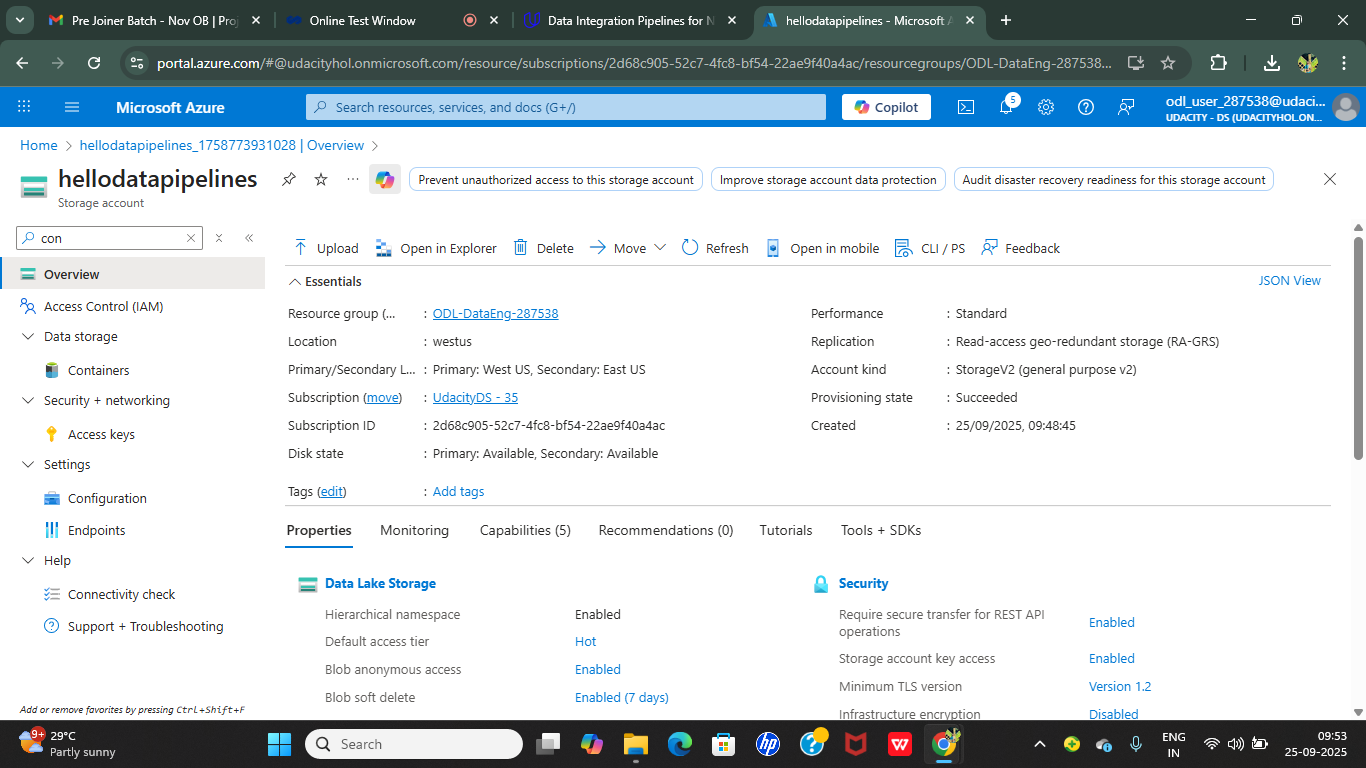 Pre Joiner Batch - Nov OB | Pro
Online Test Window
Data Integration Pipelines for N
hellodatapipelines - Microsoft A
portal.azure.com/#@udacityhol.onmicrosoft.com/resource/subscriptions/2d68c905-52c7-4fc8-bf54-22ae9f40a4ac/resourcegroups/ODL-DataEng-287538...
Microsoft Azure
Search resources, services, and docs (G+/)
Copilot
5
odl_user_287538@udaci...
UDACITY - DS (UDACITYHOL.ON...
Home > hellodatapipelines_1758773931028 | Overview >
hellodatapipelines
Storage account
...
Prevent unauthorized access to this storage account
Improve storage account data protection
Audit disaster recovery readiness for this storage account
con
Overview
Access Control (IAM)
Data storage
Containers
Security + networking
Access keys
Settings
Configuration
Endpoints
Help
Connectivity check
Support + Troubleshooting
Add or remove favorites by pressing Ctrl+Shift+F
Upload
Open in Explorer
Delete
Move
Refresh
Open in mobile
CLI / PS
Feedback
Essentials
JSON View
Resource group (... : ODL-DataEng-287538
Location : westus
Primary/Secondary L... : Primary: West US, Secondary: East US
Subscription (move) : UdacityDS - 35
Subscription ID : 2d68c905-52c7-4fc8-bf54-22ae9f40a4ac
Disk state : Primary: Available, Secondary: Available
Tags (edit) : Add tags
Performance : Standard
Replication : Read-access geo-redundant storage (RA-GRS)
Account kind : StorageV2 (general purpose v2)
Provisioning state : Succeeded
Created : 25/09/2025, 09:48:45
Properties
Monitoring
Capabilities (5)
Recommendations (0)
Tutorials
Tools + SDKs
Data Lake Storage
Hierarchical namespace Enabled
Default access tier Hot
Blob anonymous access Enabled
Blob soft delete Enabled (7 days)
Security
Require secure transfer for REST API
operations Enabled
Storage account key access Enabled
Minimum TLS version Version 1.2
Infrastructure encryption Disabled
9+
29°C
Partly sunny
Search
hp
ENG
IN
09:53
25-09-2025